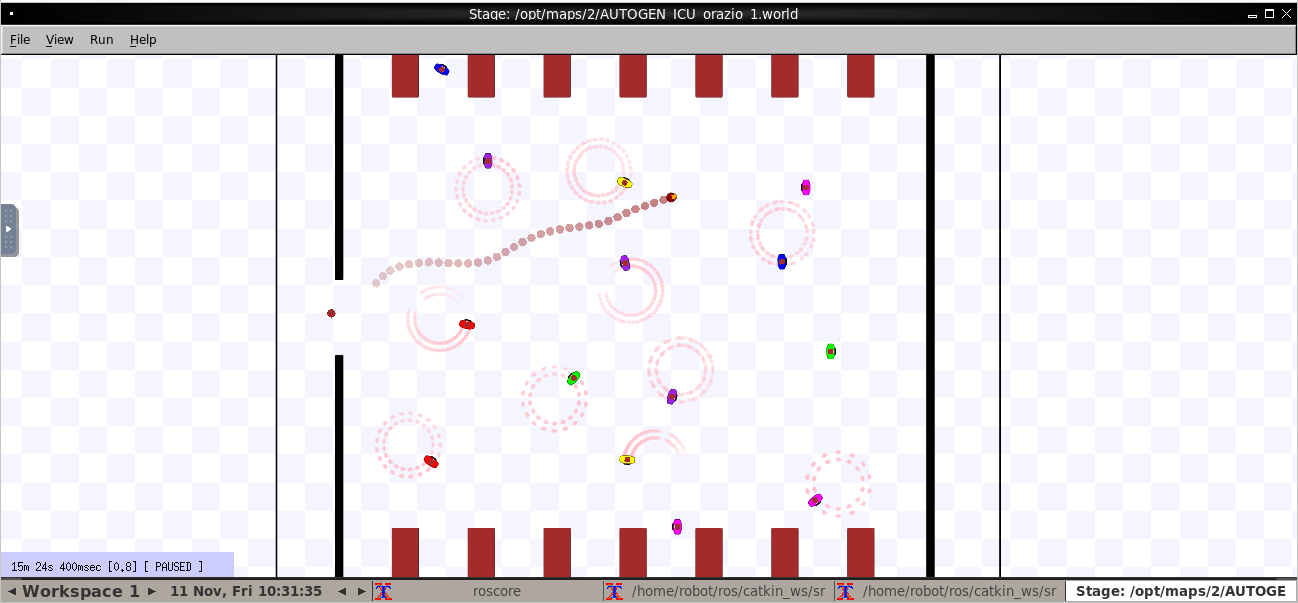 Stage: /opt/maps/2/AUTOGEN_ICU_orazio_1.world
File View Run Help
15m 24s 400msec [0.8] [ PAUSED ]
Workspace 1 11 Nov, Fri 10:31:35 roscore /home/robot/ros/catkin_ws/sr /home/robot/ros/catkin_ws/sr Stage: /opt/maps/2/AUTOGE